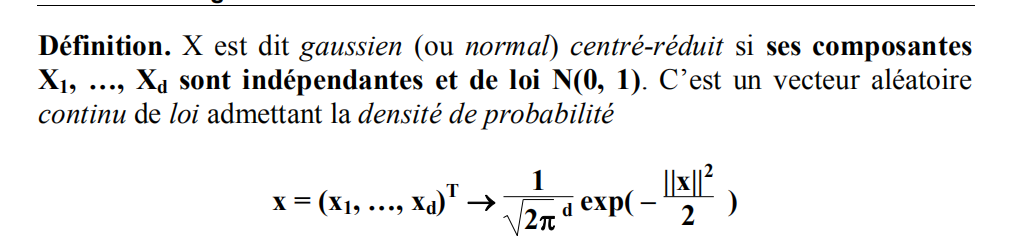 Définition. X est dit gaussien (ou normal) centré-réduit si ses composantes
X₁, …, X_d sont indépendantes et de loi N(0, 1). C’est un vecteur aléatoire
continu de loi admettant la densité de probabilité
x = (x₁, …, x_d)ᵀ → 1/√2π ᵈ exp( – ||x||²/2 )